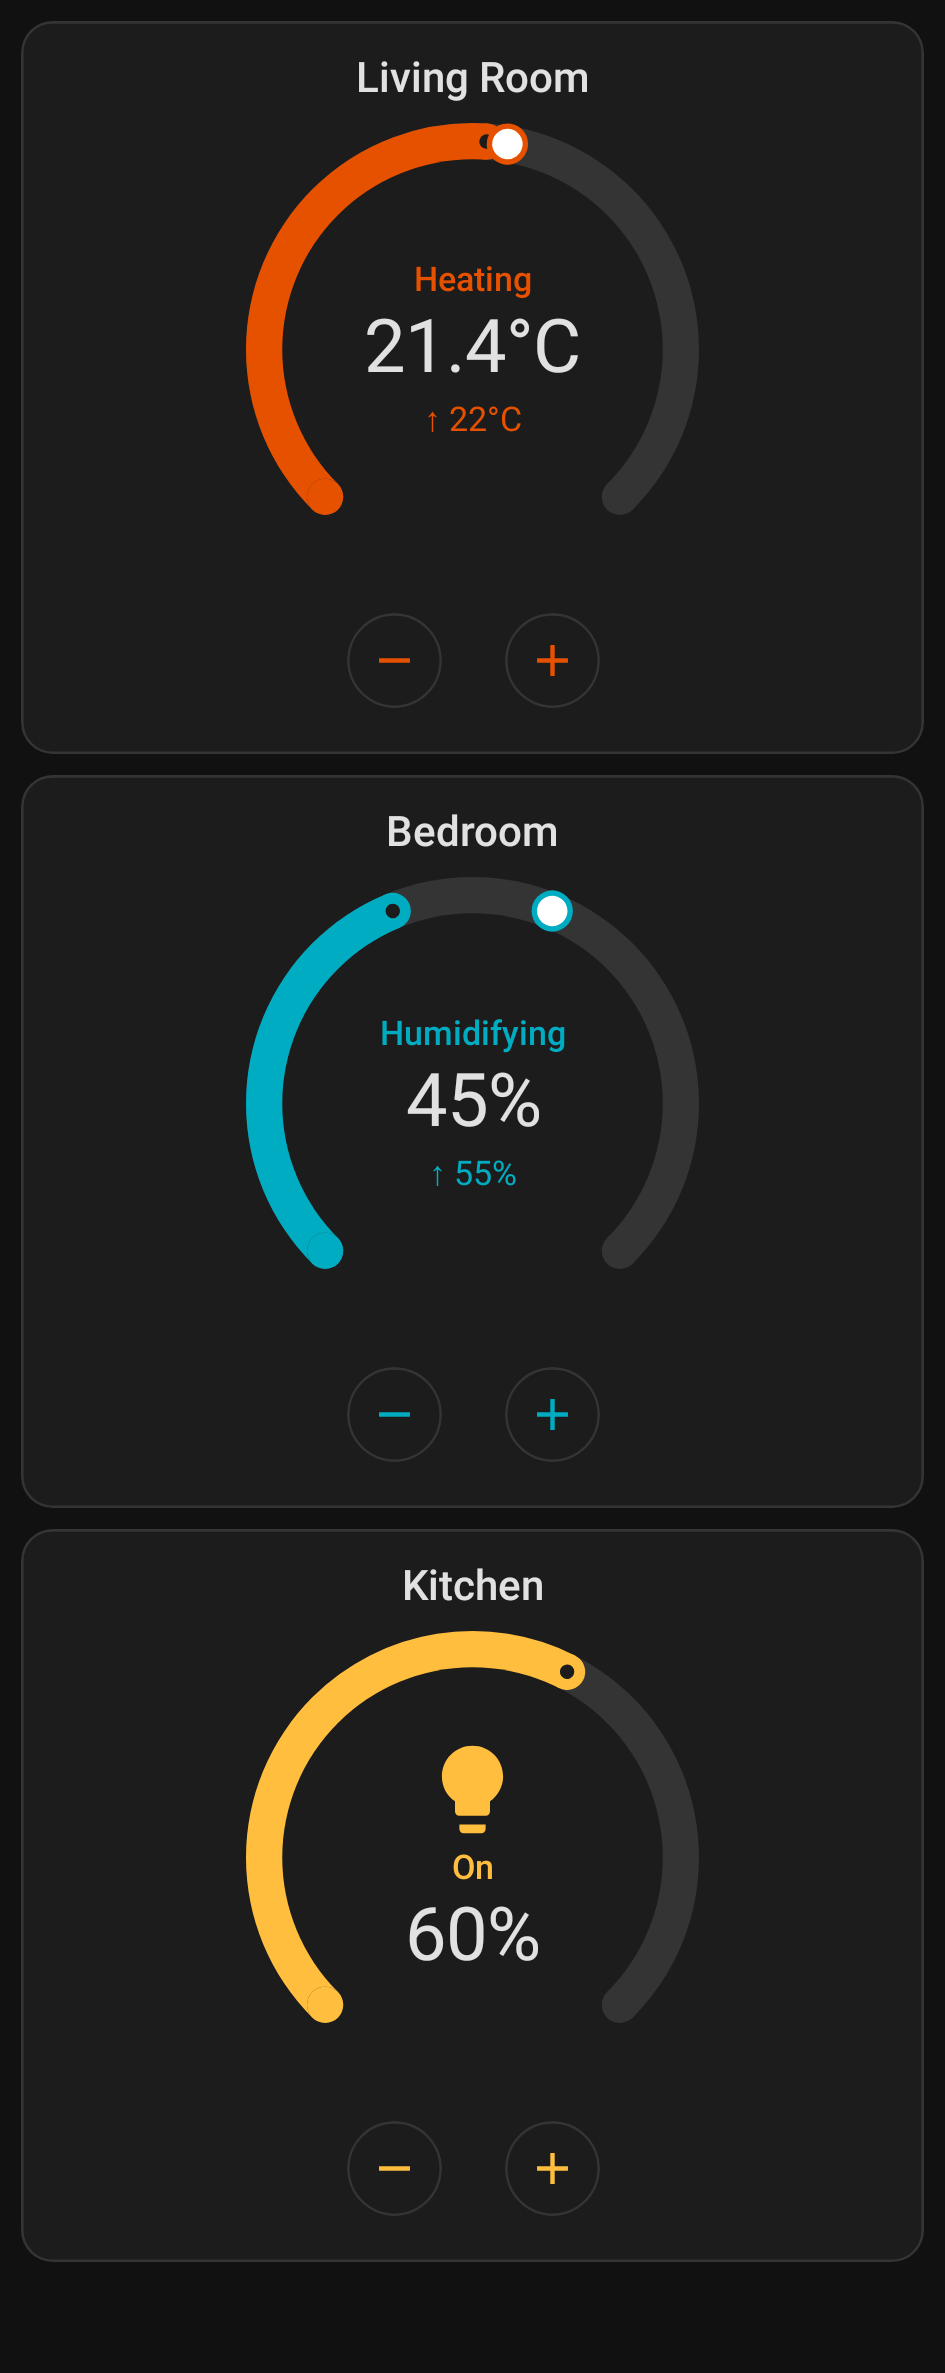 Living Room
Heating
21.4°C
↑ 22°C
Bedroom
Humidifying
45%
↑ 55%
Kitchen
On
60%